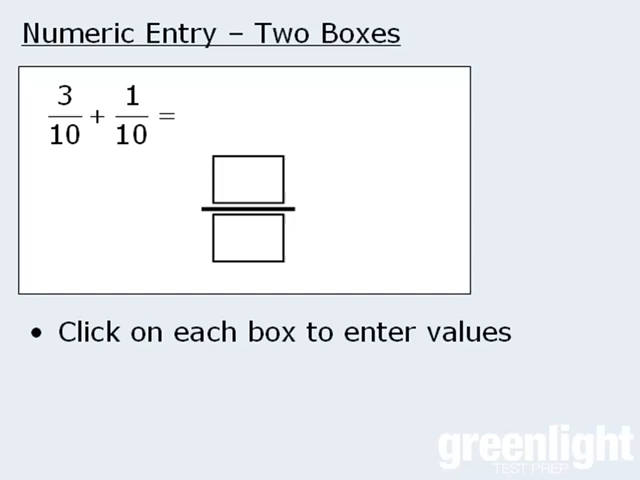 Numeric Entry – Two Boxes
3/10 + 1/10 =
• Click on each box to enter values
greenlight
TEST PREP